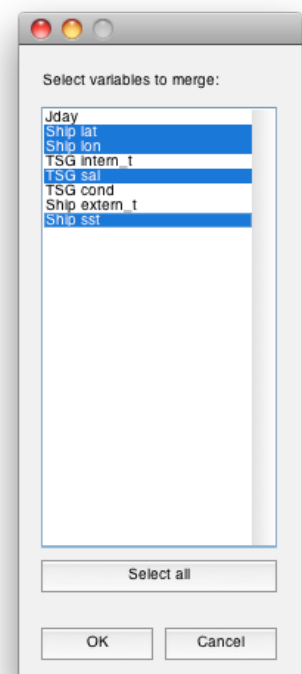 Select variables to merge:
Jday
Ship lat
Ship lon
TSG intern_t
TSG sal
TSG cond
Ship extern_t
Ship sst
Select all
OK
Cancel